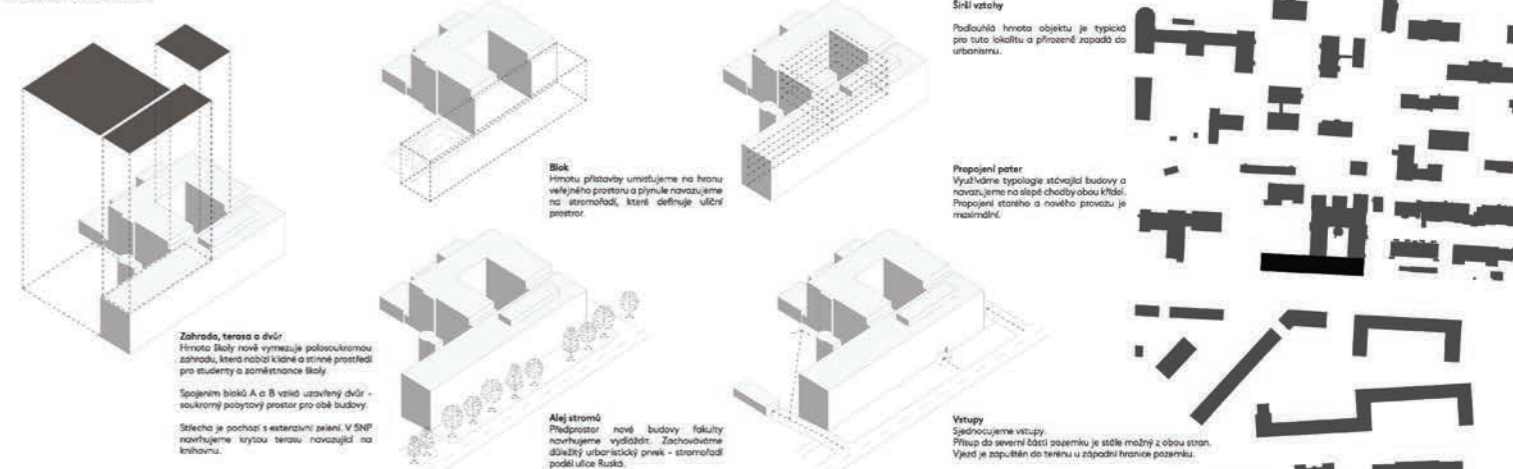 Blok
Hmotu přístavby umisťujeme na hranu
veřejného prostoru a plynule navazujeme
na stromořadí, které definuje uliční
prostror.
Širší vztahy
Podlouhlá hmota objektu je typická
pro tuto lokalitu a přirozeně zapadá do
urbanismu.
Propojení pater
Využíváme typologie stávající budovy a
navazujeme na slepé chodby obou křídel.
Propojení starého a nového provozu je
maximální.
Zahrada, terasa a dvůr
Hmota školy nově vymezuje polosoukromou
zahradu, která nabízí klidné a stinné prostředí
pro studenty a zaměstnance školy.
Spojením bloků A a B vzniká uzavřený dvůr -
soukromý pobytový prostor pro obě budovy.
Střecha je pochozí s extenzivní zelení. V 5NP
navrhujeme krytou terasu navazující na
knihovnu.
Alej stromů
Předprostor nové budovy fakulty
navrhujeme vydláždit. Zachováváme
důležitý urbanistický prvek - stromořadí
podél ulice Ruská.
Vstupy
Sjednocujeme vstupy.
Přísup do severní části pozemku je stále možný z obou stran.
Vjezd je zapuštěn do terénu u západní hranice pozemku.